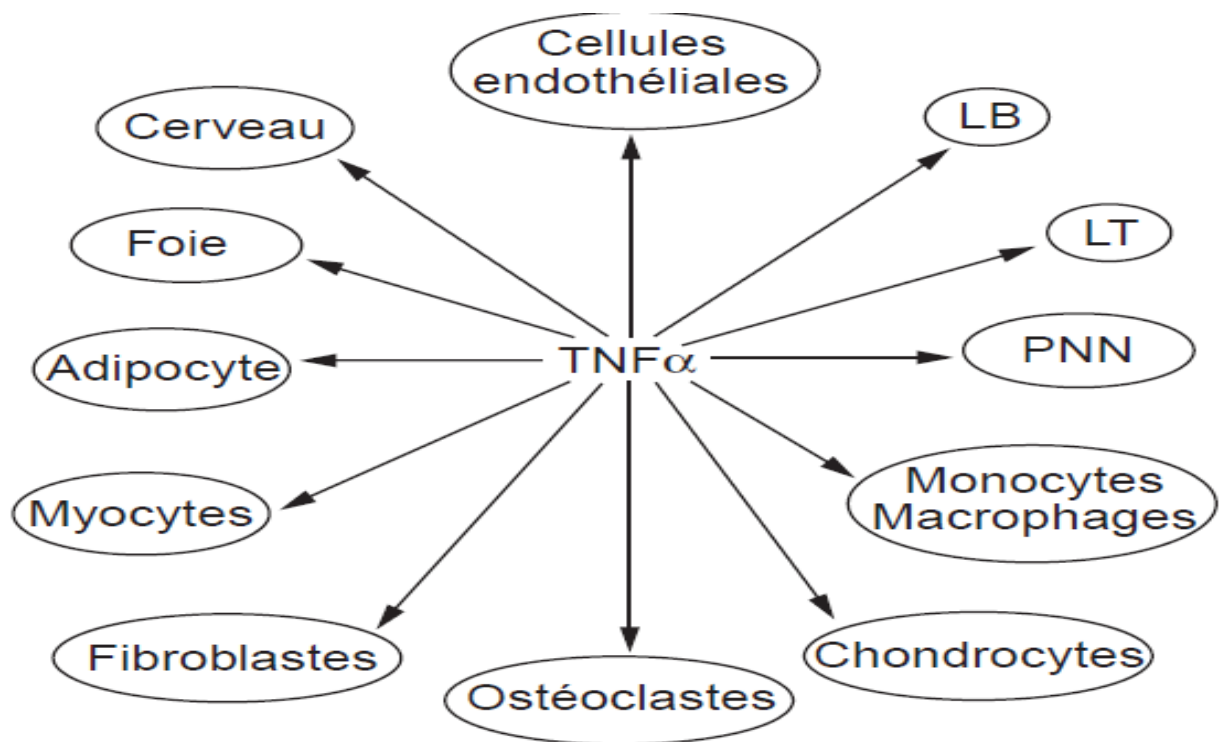 Cellules
endothéliales
Cerveau
LB
Foie
LT
TNFα
PNN
Adipocyte
Monocytes
Macrophages
Myocytes
Chondrocytes
Fibroblastes
Ostéoclastes